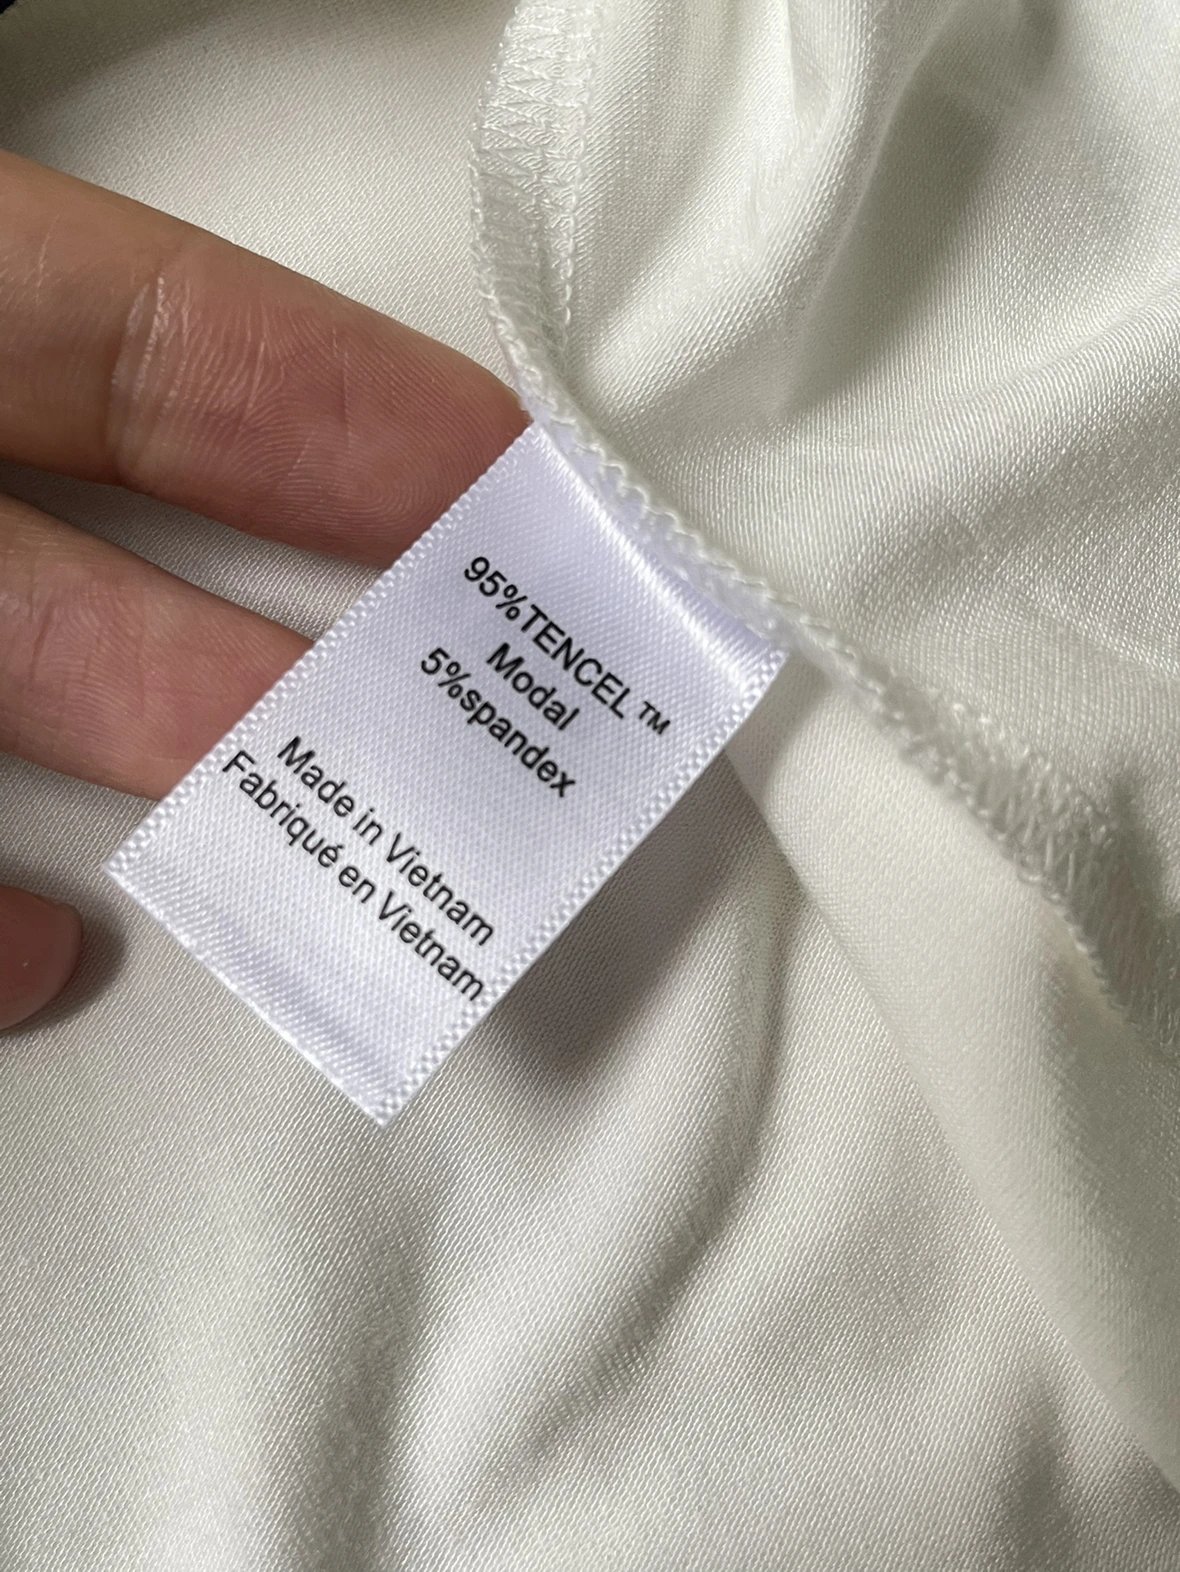 95%TENCEL™
Modal
5%spandex
Made in Vietnam
Fabriqué en Vietnam